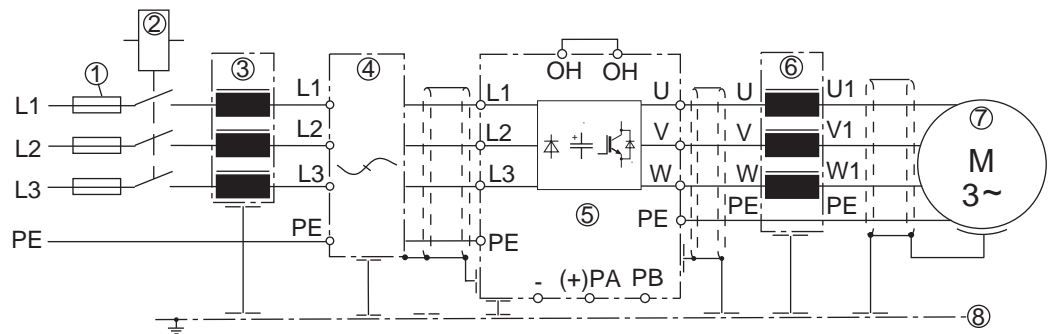 ②
OH OH
① ③ ④ ⑥
L1 L1 L1 U U U1 ⑦
L2 L2 L2 V V V1 M
L3 L3 L3 W W W1 3~
PE PE PE ⑤ PE PE PE
- (+)PA PB
⑧